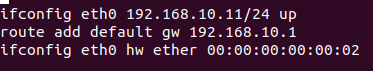 ifconfig eth0 192.168.10.11/24 up
route add default gw 192.168.10.1
ifconfig eth0 hw ether 00:00:00:00:00:02